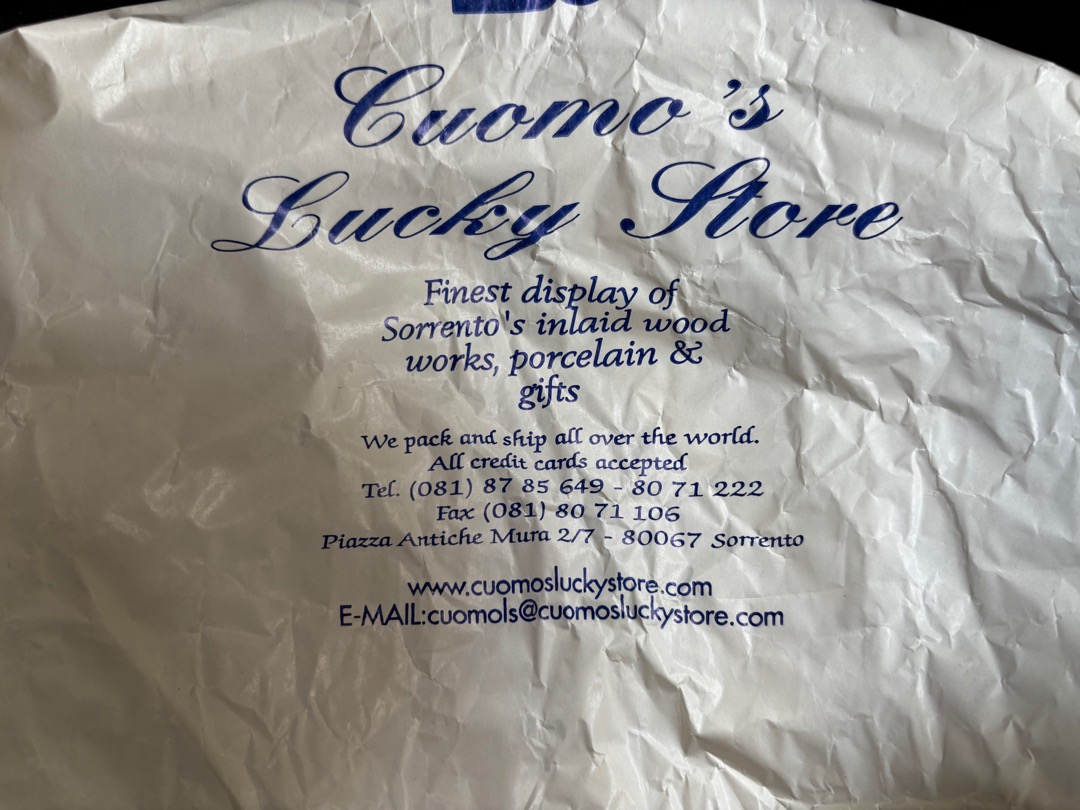 Cuomo's
Lucky Store
Finest display of
Sorrento's inlaid wood
works, porcelain &
gifts
We pack and ship all over the world.
All credit cards accepted
Tel. (081) 87 85 649 - 80 71 222
Fax (081) 80 71 106
Piazza Antiche Mura 2/7 - 80067 Sorrento
www.cuomosluckystore.com
E-MAIL:cuomols@cuomosluckystore.com